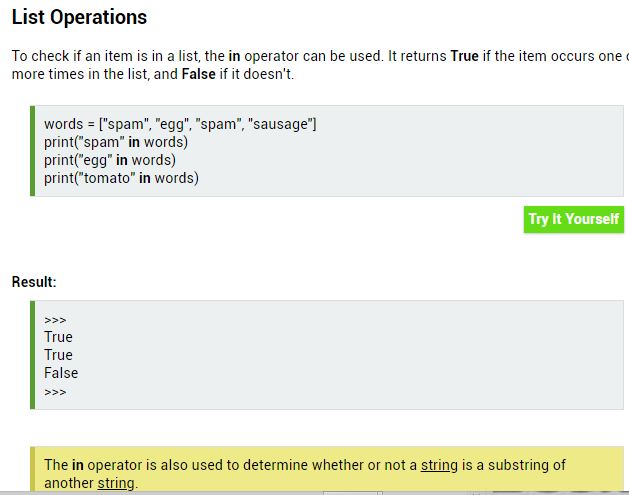 List Operations
To check if an item is in a list, the in operator can be used. It returns True if the item occurs one
more times in the list, and False if it doesn't.
words = ["spam", "egg", "spam", "sausage"]
print("spam" in words)
print("egg" in words)
print("tomato" in words)
Try It Yourself
Result:
>>>
True
True
False
>>>
The in operator is also used to determine whether or not a string is a substring of
another string.